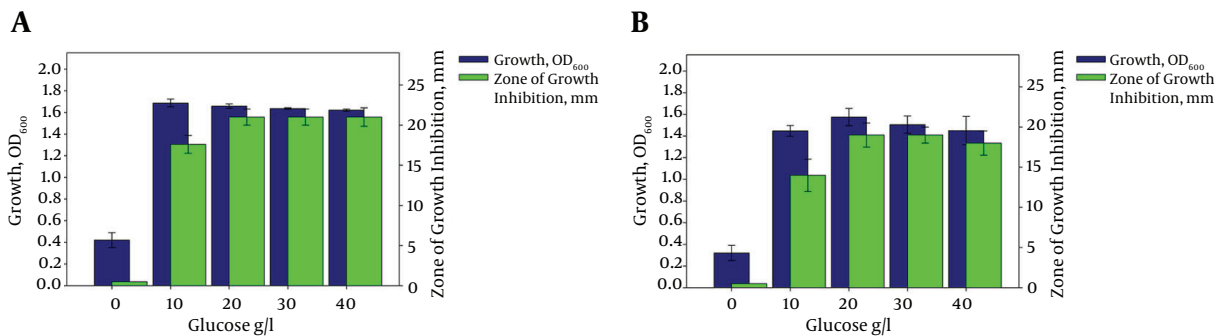 A
Growth, OD600
Zone of Growth
Inhibition, mm
Growth, OD600
2.0
1.8
1.6
1.4
1.2
1.0
0.8
0.6
0.4
0.2
0.0
Zone of Growth Inhibition, mm
25
20
15
10
5
0
0 10 20 30 40
Glucose g/l
B
Growth, OD600
Zone of Growth
Inhibition, mm
Growth, OD600
2.0
1.8
1.6
1.4
1.2
1.0
0.8
0.6
0.4
0.2
0.0
Zone of Growth Inhibition, mm
25
20
15
10
5
0
0 10 20 30 40
Glucose g/l